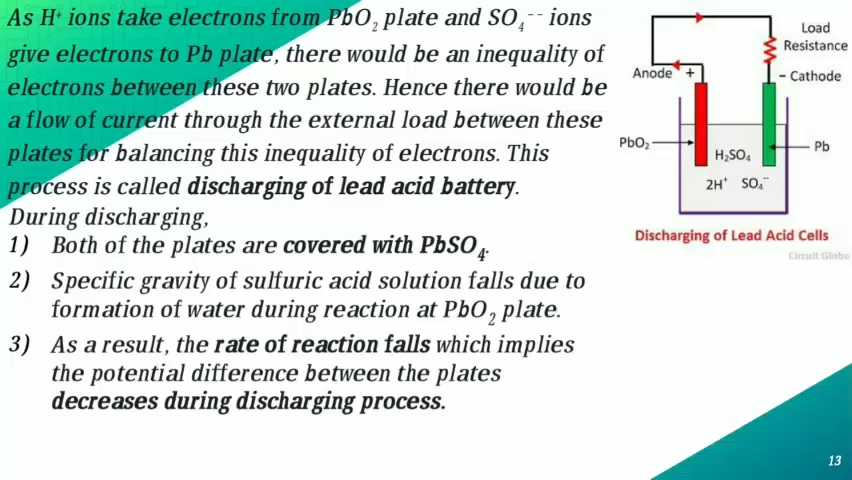 As H⁺ ions take electrons from PbO₂ plate and SO₄⁻⁻ ions
give electrons to Pb plate, there would be an inequality of
electrons between these two plates. Hence there would be
a flow of current through the external load between these
plates for balancing this inequality of electrons. This
process is called discharging of lead acid battery.
During discharging,
1) Both of the plates are covered with PbSO₄.
2) Specific gravity of sulfuric acid solution falls due to
formation of water during reaction at PbO₂ plate.
3) As a result, the rate of reaction falls which implies
the potential difference between the plates
decreases during discharging process.
Load
Resistance
Anode +
− Cathode
PbO₂
Pb
H₂SO₄
2H⁺ SO₄⁻⁻
Discharging of Lead Acid Cells
Circuit Globe
13